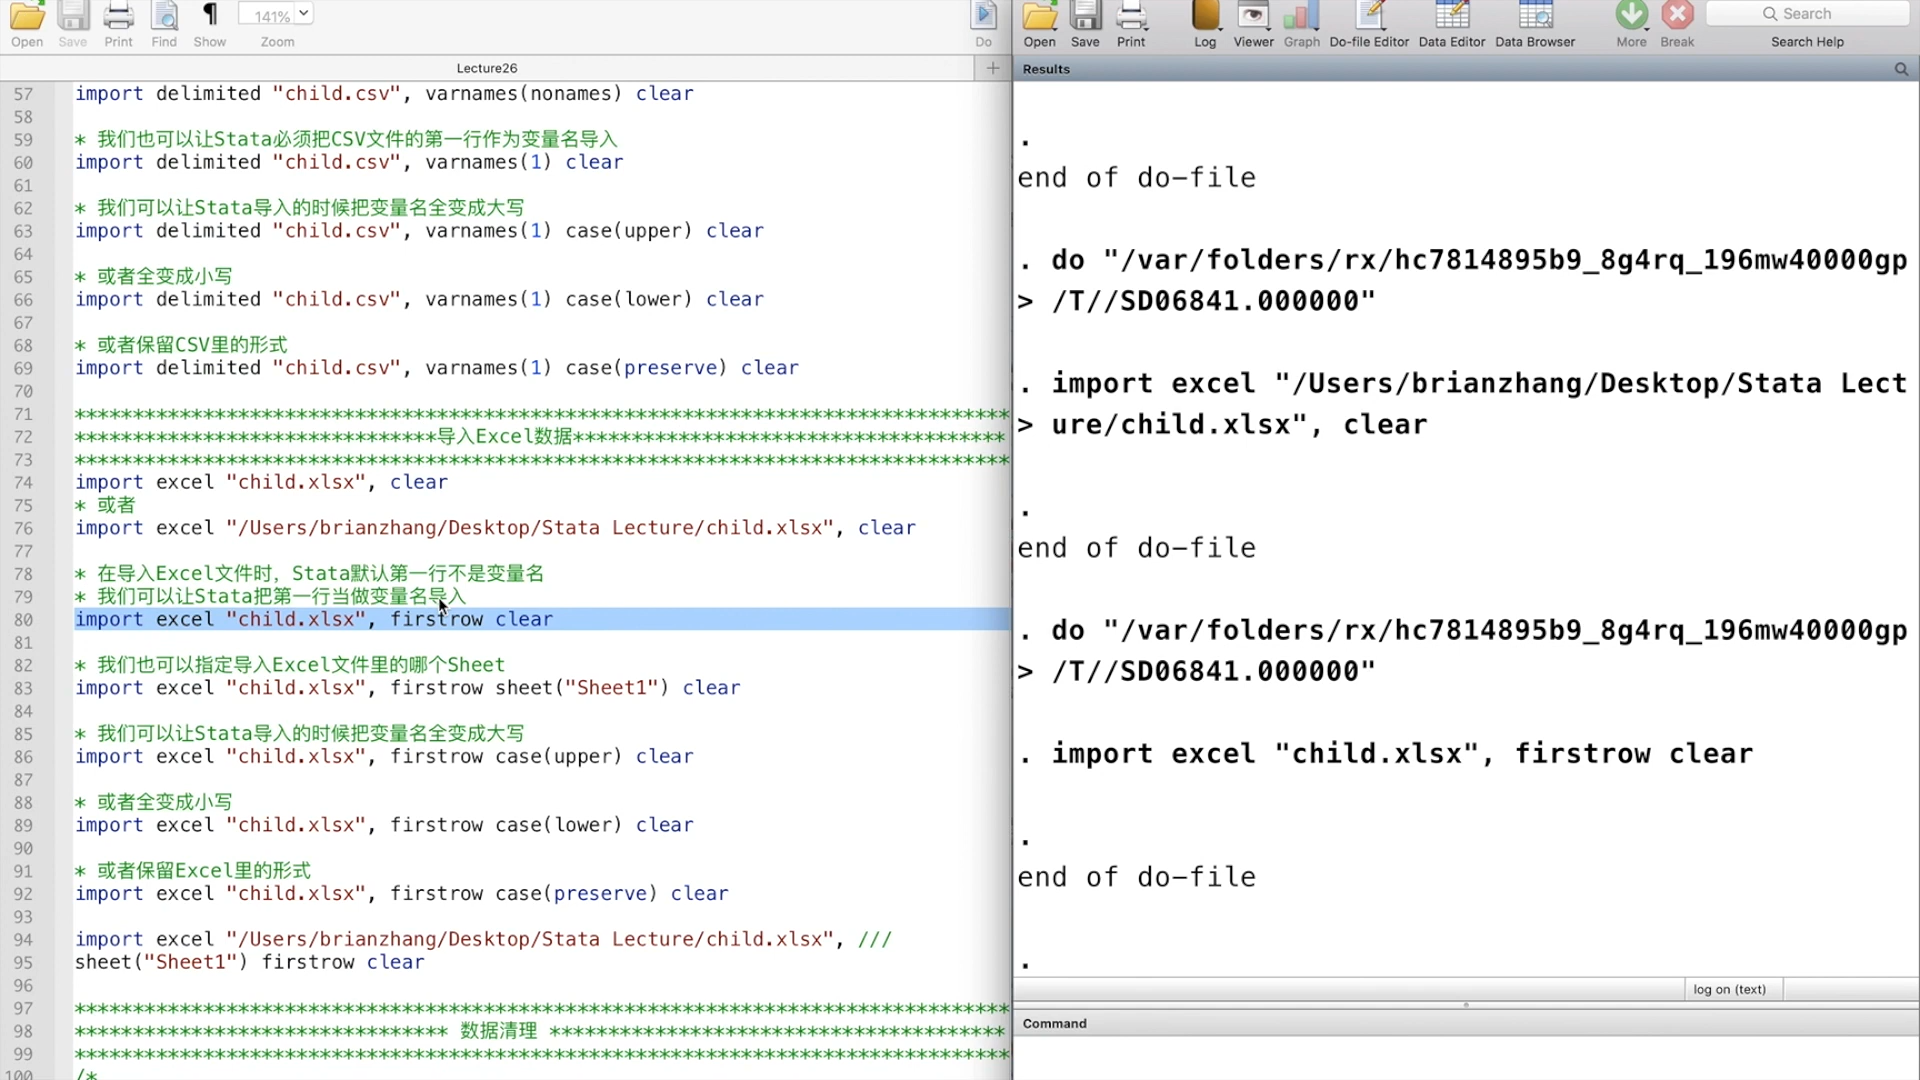 Open Save Print Find Show 141% Zoom Do
Lecture26
57 import delimited "child.csv", varnames(nonames) clear
58
59 * 我们也可以让Stata必须把CSV文件的第一行作为变量名导入
60 import delimited "child.csv", varnames(1) clear
61
62 * 我们可以让Stata导入的时候把变量名全变成大写
63 import delimited "child.csv", varnames(1) case(upper) clear
64
65 * 或者全变成小写
66 import delimited "child.csv", varnames(1) case(lower) clear
67
68 * 或者保留CSV里的形式
69 import delimited "child.csv", varnames(1) case(preserve) clear
70
71 ********************************************************************************
72 *******************************导入Excel数据*************************************
73 ********************************************************************************
74 import excel "child.xlsx", clear
75 * 或者
76 import excel "/Users/brianzhang/Desktop/Stata Lecture/child.xlsx", clear
77
78 * 在导入Excel文件时，Stata默认第一行不是变量名
79 * 我们可以让Stata把第一行当做变量名导入
80 import excel "child.xlsx", firstrow clear
81
82 * 我们也可以指定导入Excel文件里的哪个Sheet
83 import excel "child.xlsx", firstrow sheet("Sheet1") clear
84
85 * 我们可以让Stata导入的时候把变量名全变成大写
86 import excel "child.xlsx", firstrow case(upper) clear
87
88 * 或者全变成小写
89 import excel "child.xlsx", firstrow case(lower) clear
90
91 * 或者保留Excel里的形式
92 import excel "child.xlsx", firstrow case(preserve) clear
93
94 import excel "/Users/brianzhang/Desktop/Stata Lecture/child.xlsx", ///
95 sheet("Sheet1") firstrow clear
96
97 ********************************************************************************
98 ******************************** 数据清理 ***************************************
99 ********************************************************************************
100 /*
Open Save Print Log Viewer Graph Do-file Editor Data Editor Data Browser More Break Search
Search Help
Results
.
end of do-file
. do "/var/folders/rx/hc7814895b9_8g4rq_196mw40000gp
> /T//SD06841.000000"
. import excel "/Users/brianzhang/Desktop/Stata Lect
> ure/child.xlsx", clear
.
end of do-file
. do "/var/folders/rx/hc7814895b9_8g4rq_196mw40000gp
> /T//SD06841.000000"
. import excel "child.xlsx", firstrow clear
.
end of do-file
.
log on (text)
Command